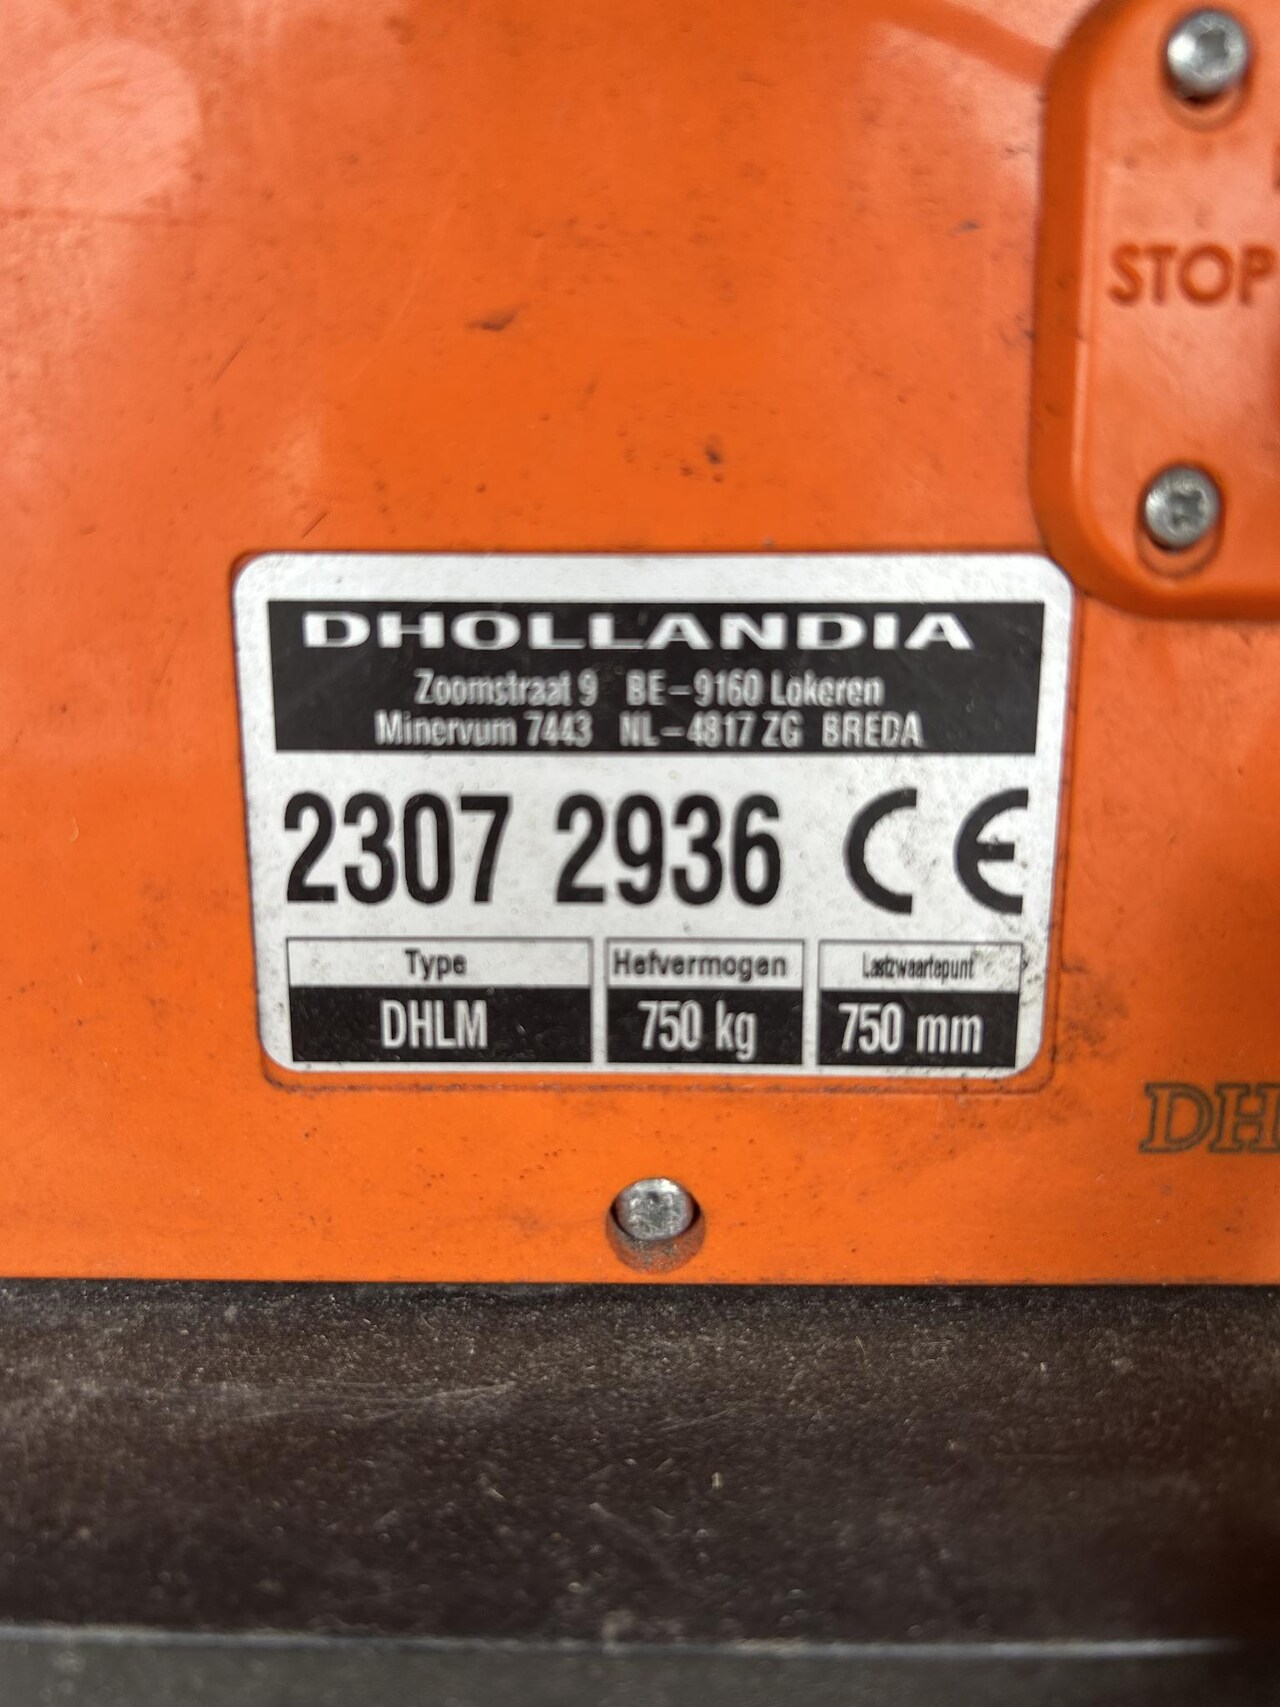 STOP
DHOLLANDIA
Zoomstraat 9 BE-9160 Lokeren
Minervum 7443 NL-4817 ZG BREDA
2307 2936 CE
Type Hefvermogen Lastzwaartepunt
DHLM 750 kg 750 mm
DH